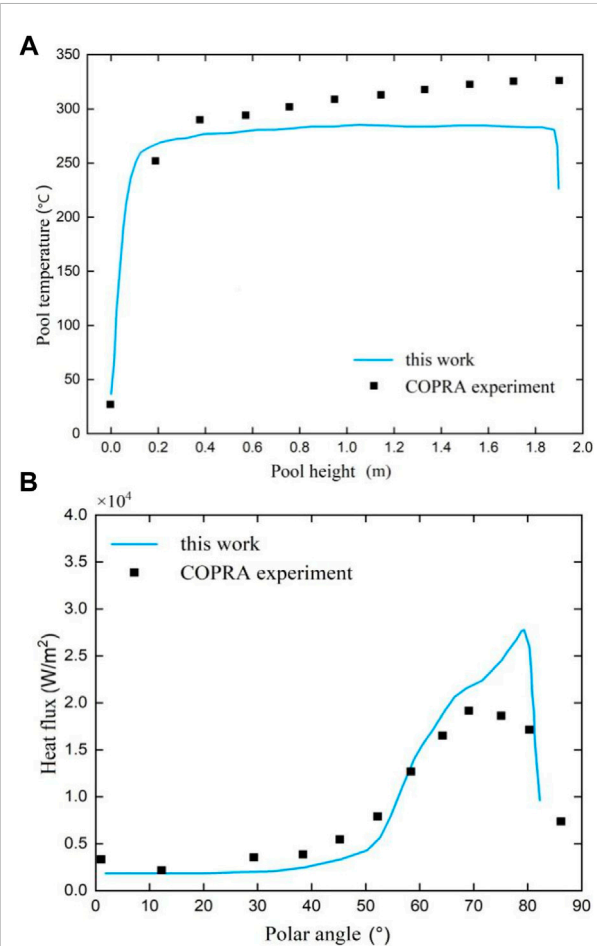 A
350
300
250
200
150
100
50
0
Pool temperature (°C)
this work
COPRA experiment
0.0 0.2 0.4 0.6 0.8 1.0 1.2 1.4 1.6 1.8 2.0
Pool height (m)
B
×10⁴
4.0
3.5
3.0
2.5
2.0
1.5
1.0
0.5
0.0
Heat flux (W/m²)
this work
COPRA experiment
0 10 20 30 40 50 60 70 80 90
Polar angle (°)